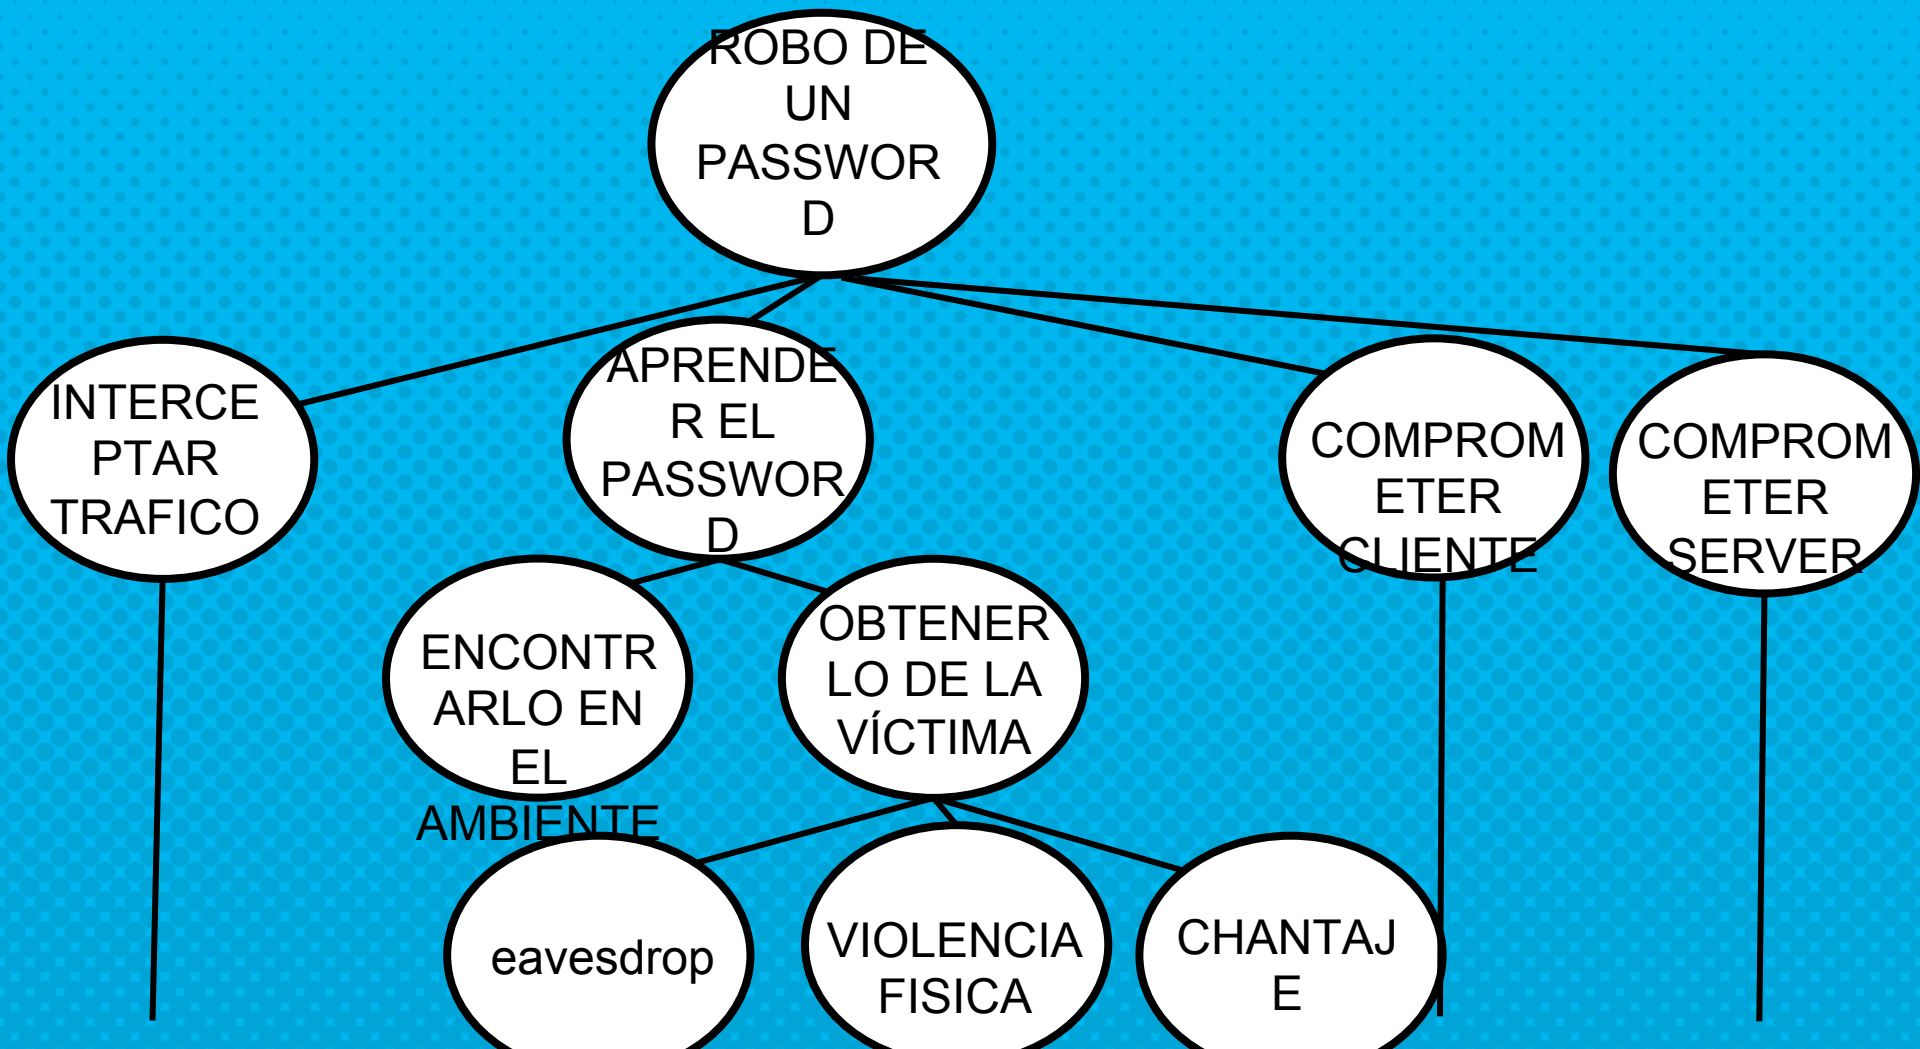 ROBO DE
UN
PASSWOR
D
INTERCE
PTAR
TRAFICO
APRENDE
R EL
PASSWOR
D
COMPROM
ETER
CLIENTE
COMPROM
ETER
SERVER
ENCONTR
ARLO EN
EL
AMBIENTE
OBTENER
LO DE LA
VÍCTIMA
eavesdrop
VIOLENCIA
FISICA
CHANTAJ
E